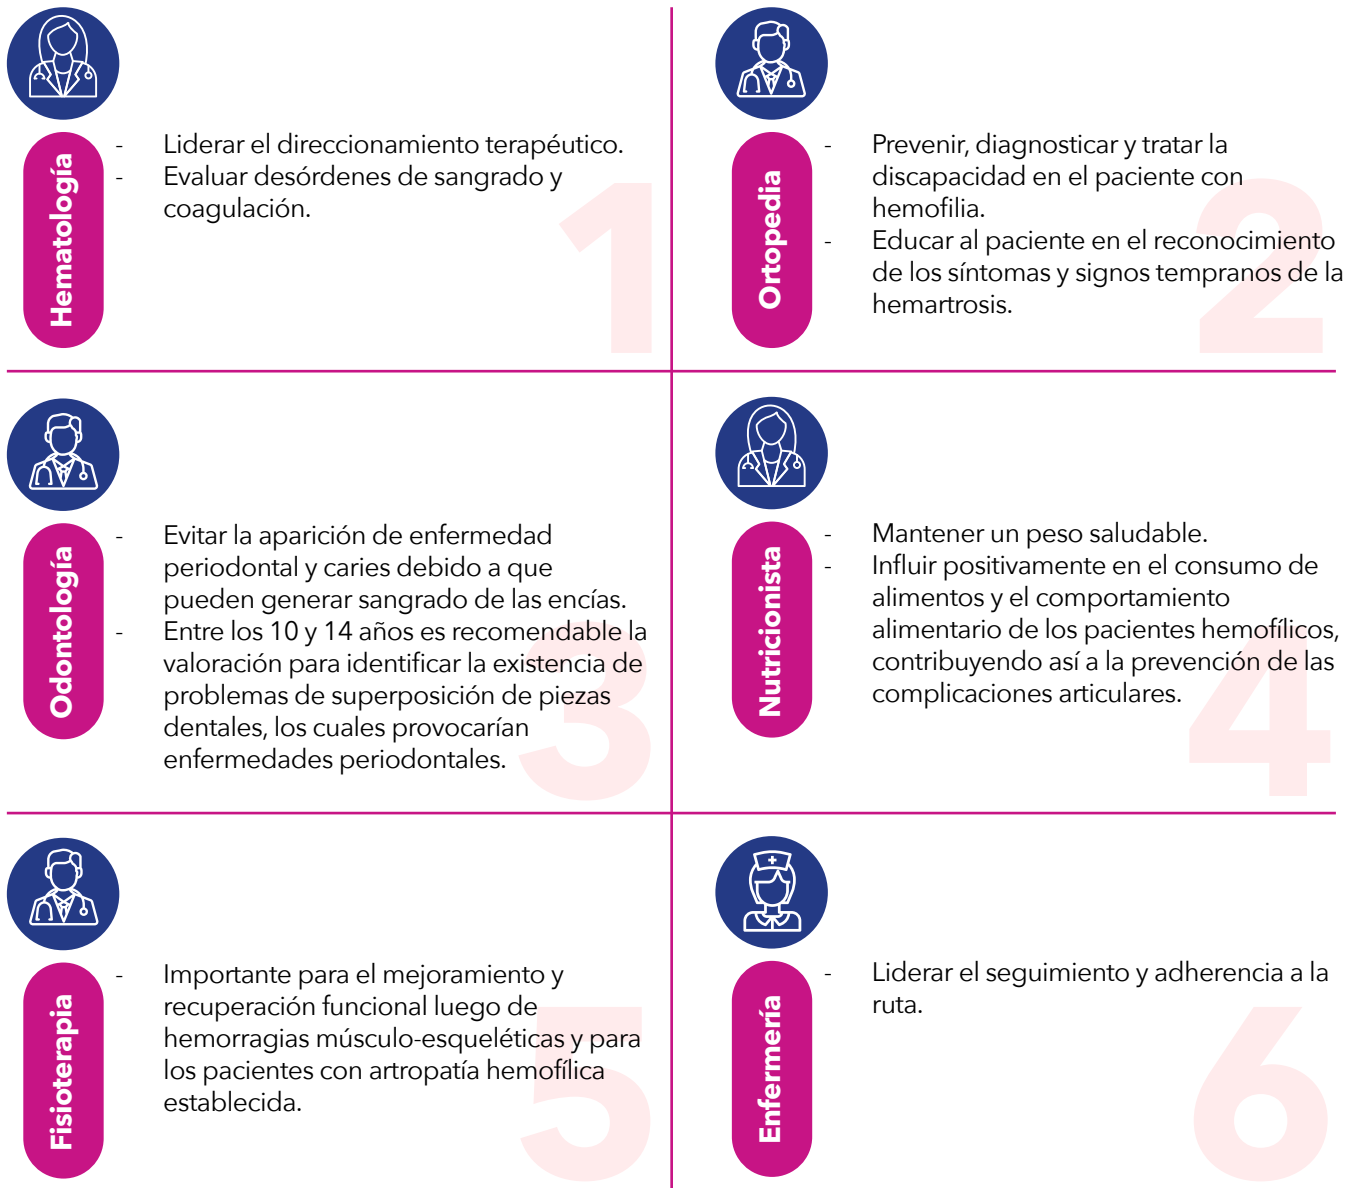 1
Hematología
- Liderar el direccionamiento terapéutico.
- Evaluar desórdenes de sangrado y
coagulación.
2
Ortopedia
- Prevenir, diagnosticar y tratar la
discapacidad en el paciente con
hemofilia.
- Educar al paciente en el reconocimiento
de los síntomas y signos tempranos de la
hemartrosis.
3
Odontología
- Evitar la aparición de enfermedad
periodontal y caries debido a que
pueden generar sangrado de las encías.
- Entre los 10 y 14 años es recomendable la
valoración para identificar la existencia de
problemas de superposición de piezas
dentales, los cuales provocarían
enfermedades periodontales.
4
Nutricionista
- Mantener un peso saludable.
- Influir positivamente en el consumo de
alimentos y el comportamiento
alimentario de los pacientes hemofílicos,
contribuyendo así a la prevención de las
complicaciones articulares.
5
Fisioterapia
- Importante para el mejoramiento y
recuperación funcional luego de
hemorragias músculo-esqueléticas y para
los pacientes con artropatía hemofílica
establecida.
6
Enfermería
- Liderar el seguimiento y adherencia a la
ruta.